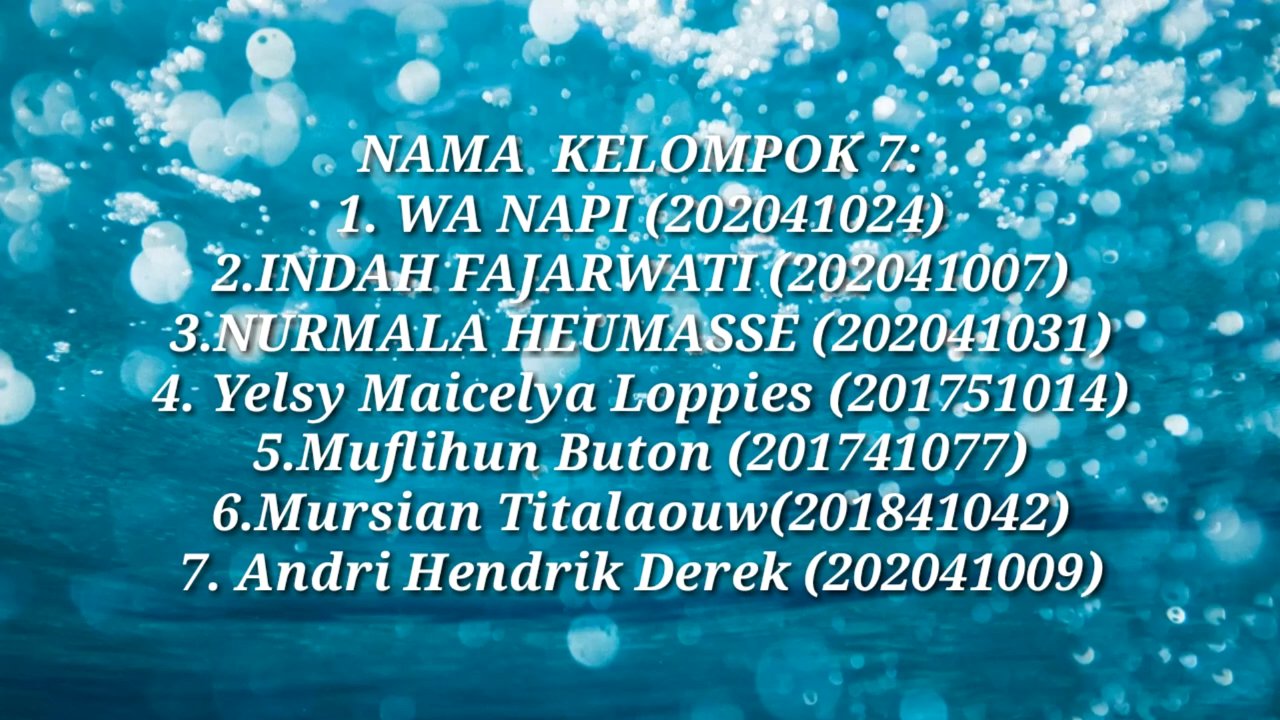 NAMA KELOMPOK 7:
1. WA NAPI (202041024)
2.INDAH FAJARWATI (202041007)
3.NURMALA HEUMASSE (202041031)
4. Yelsy Maicelya Loppies (201751014)
5.Muflihun Buton (201741077)
6.Mursian Titalaouw(201841042)
7. Andri Hendrik Derek (202041009)